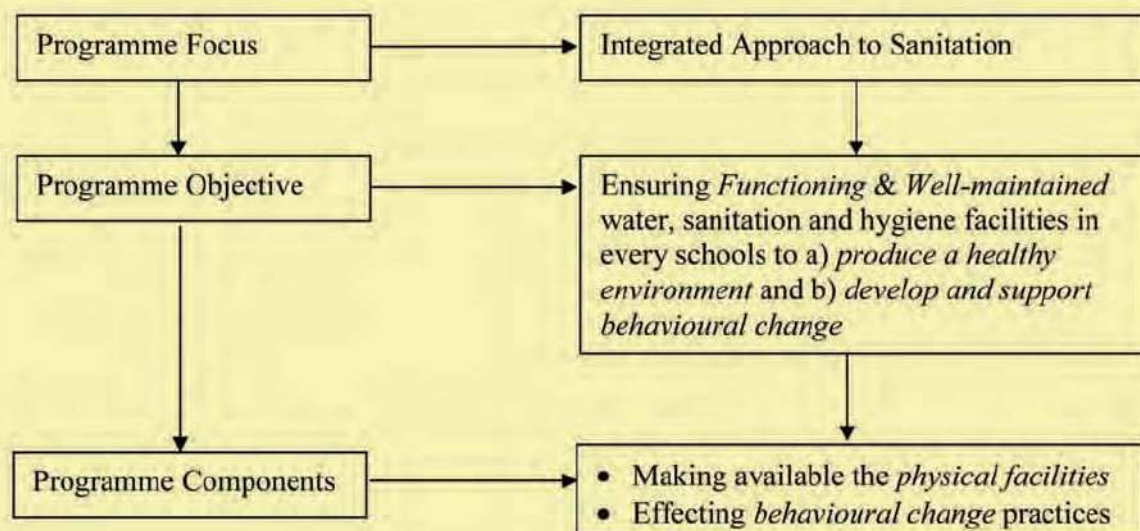 Programme Focus
Integrated Approach to Sanitation
Programme Objective
Ensuring Functioning & Well-maintained
water, sanitation and hygiene facilities in
every schools to a) produce a healthy
environment and b) develop and support
behavioural change
Programme Components
• Making available the physical facilities
• Effecting behavioural change practices